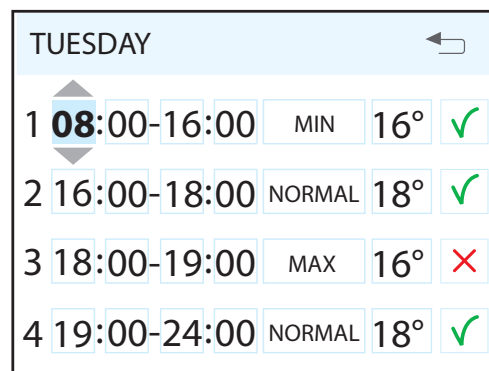 TUESDAY
1 08:00-16:00 MIN 16°
2 16:00-18:00 NORMAL 18°
3 18:00-19:00 MAX 16°
4 19:00-24:00 NORMAL 18°